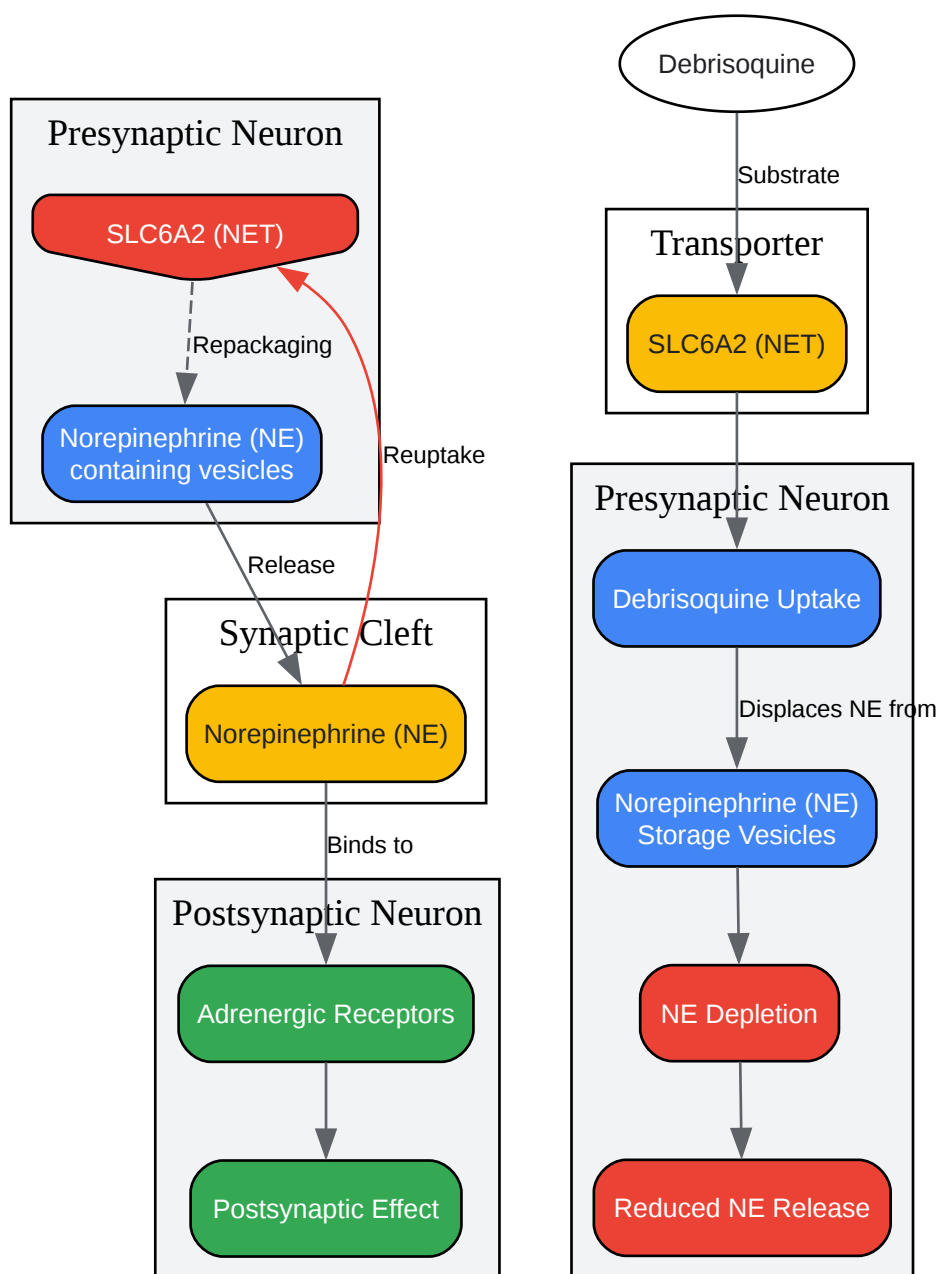 Presynaptic Neuron
SLC6A2 (NET)
Repackaging
Norepinephrine (NE)
containing vesicles
Reuptake
Release
Synaptic Cleft
Norepinephrine (NE)
Binds to
Postsynaptic Neuron
Adrenergic Receptors
Postsynaptic Effect
Debrisoquine
Substrate
Transporter
SLC6A2 (NET)
Presynaptic Neuron
Debrisoquine Uptake
Displaces NE from
Norepinephrine (NE)
Storage Vesicles
NE Depletion
Reduced NE Release